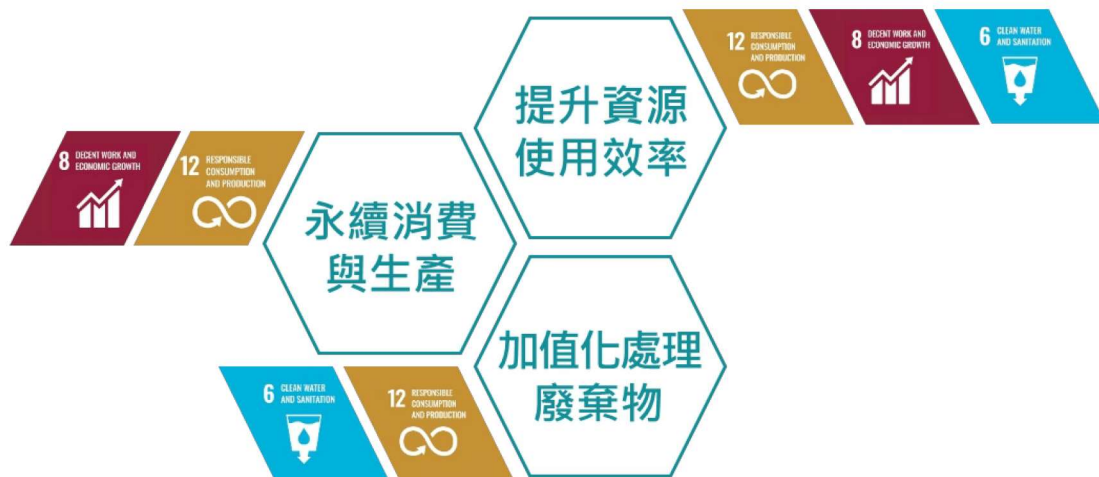 12 RESPONSIBLE
CONSUMPTION
AND PRODUCTION
8 DECENT WORK AND
ECONOMIC GROWTH
6 CLEAN WATER
AND SANITATION
提升資源
使用效率
8 DECENT WORK AND
ECONOMIC GROWTH
12 RESPONSIBLE
CONSUMPTION
AND PRODUCTION
永續消費
與生產
6 CLEAN WATER
AND SANITATION
12 RESPONSIBLE
CONSUMPTION
AND PRODUCTION
加值化處理
廢棄物